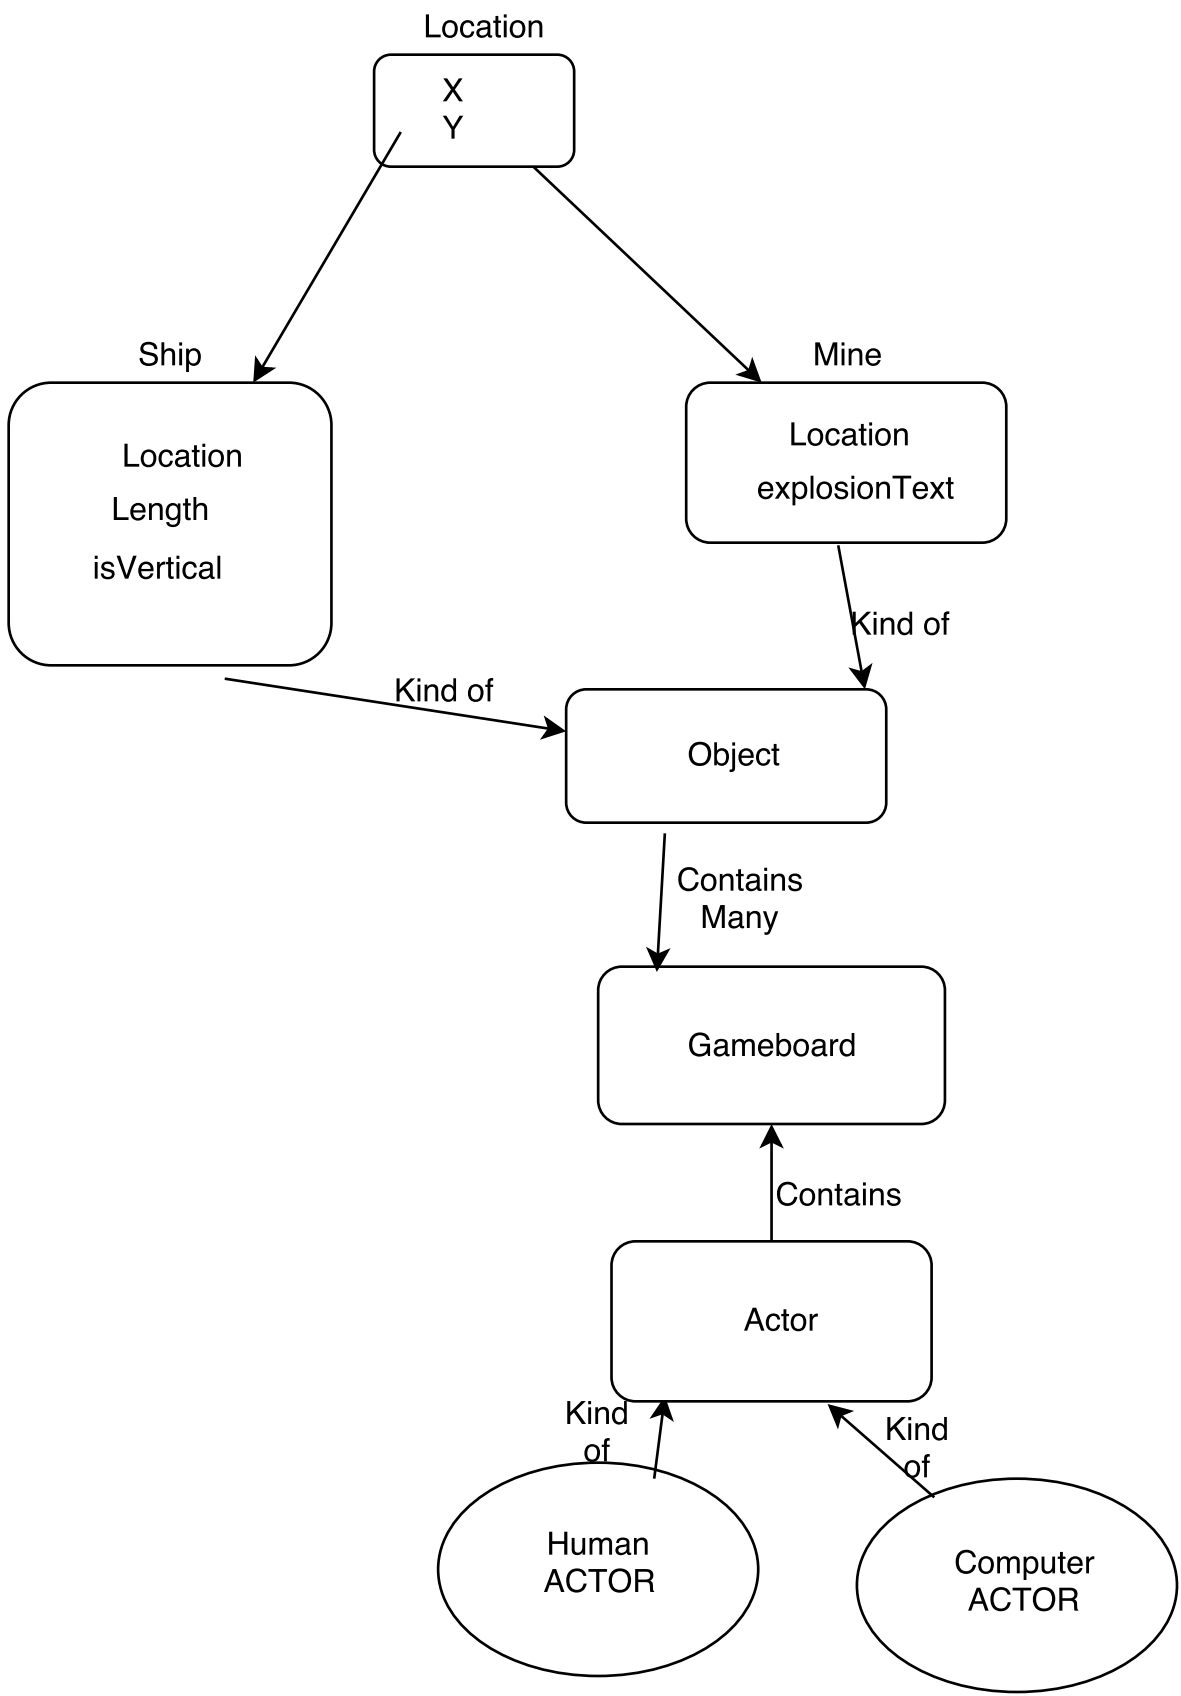 Location
X
Y
Ship
Mine
Location
Length
isVertical
Location
explosionText
Kind of
Kind of
Object
Contains
Many
Gameboard
Contains
Actor
Kind
of
Kind
of
Human
ACTOR
Computer
ACTOR